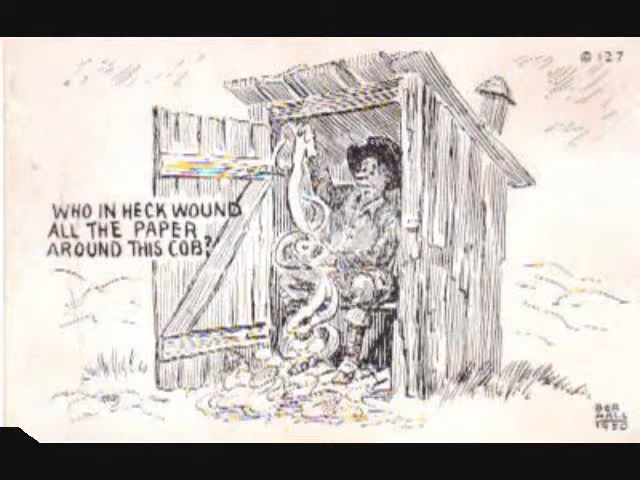 © 127
WHO IN HECK WOUND
ALL THE PAPER
AROUND THIS COB?
BOB
HALL
1950